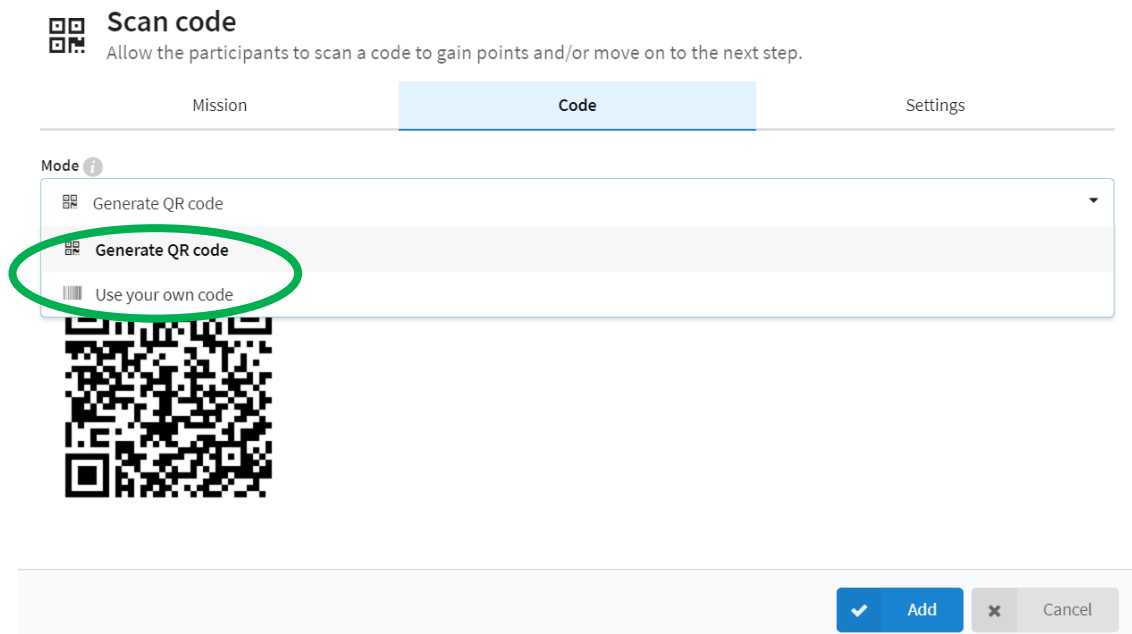 Scan code
Allow the participants to scan a code to gain points and/or move on to the next step.
Mission
Code
Settings
Mode i
Generate QR code
Generate QR code
Use your own code
Add
Cancel